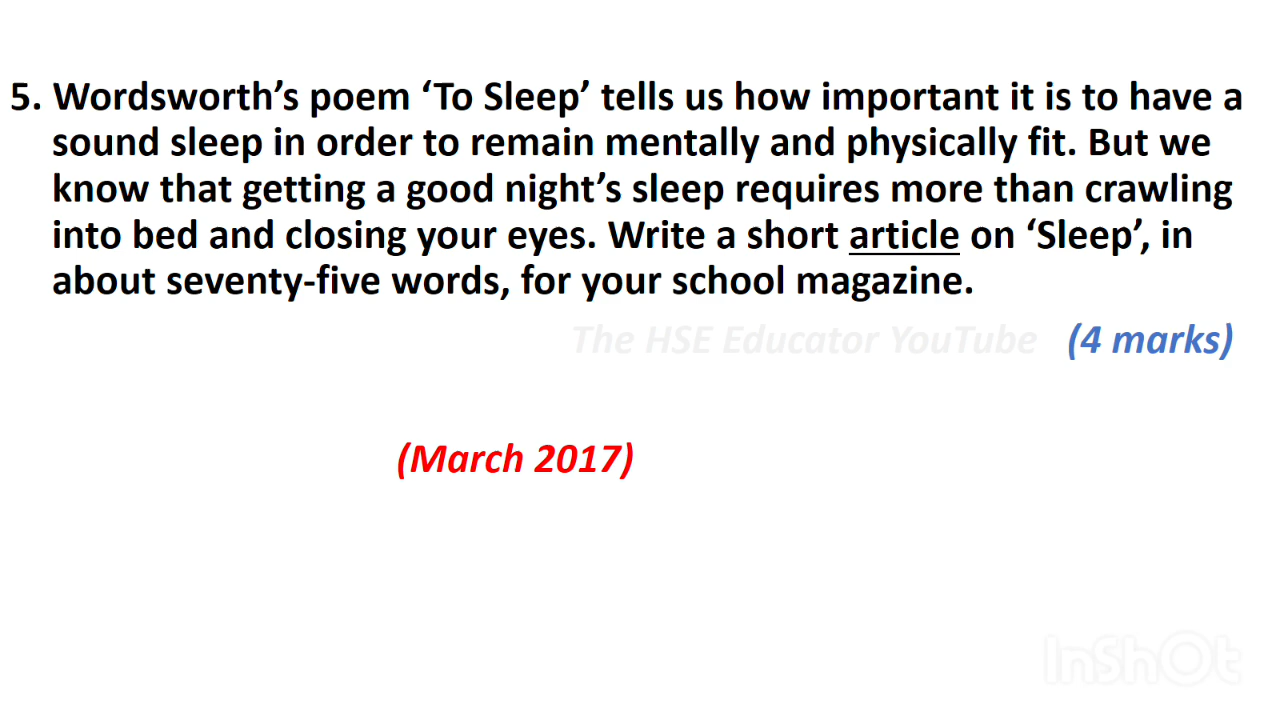 5. Wordsworth’s poem ‘To Sleep’ tells us how important it is to have a
sound sleep in order to remain mentally and physically fit. But we
know that getting a good night’s sleep requires more than crawling
into bed and closing your eyes. Write a short article on ‘Sleep’, in
about seventy-five words, for your school magazine.
The HSE Educator YouTube (4 marks)
(March 2017)
InShOt